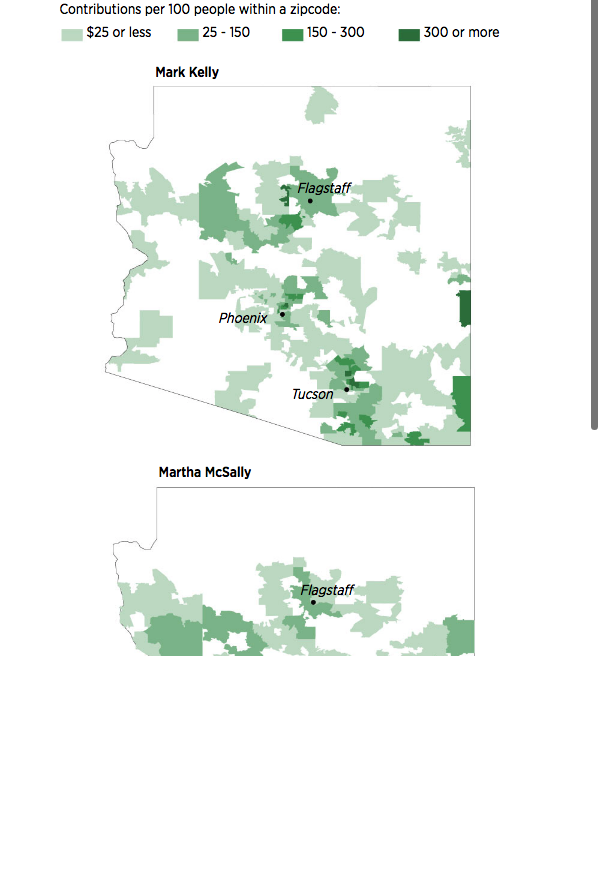 Contributions per 100 people within a zipcode:
$25 or less
25 - 150
150 - 300
300 or more
Mark Kelly
Flagstaff
Phoenix
Tucson
Martha McSally
Flagstaff